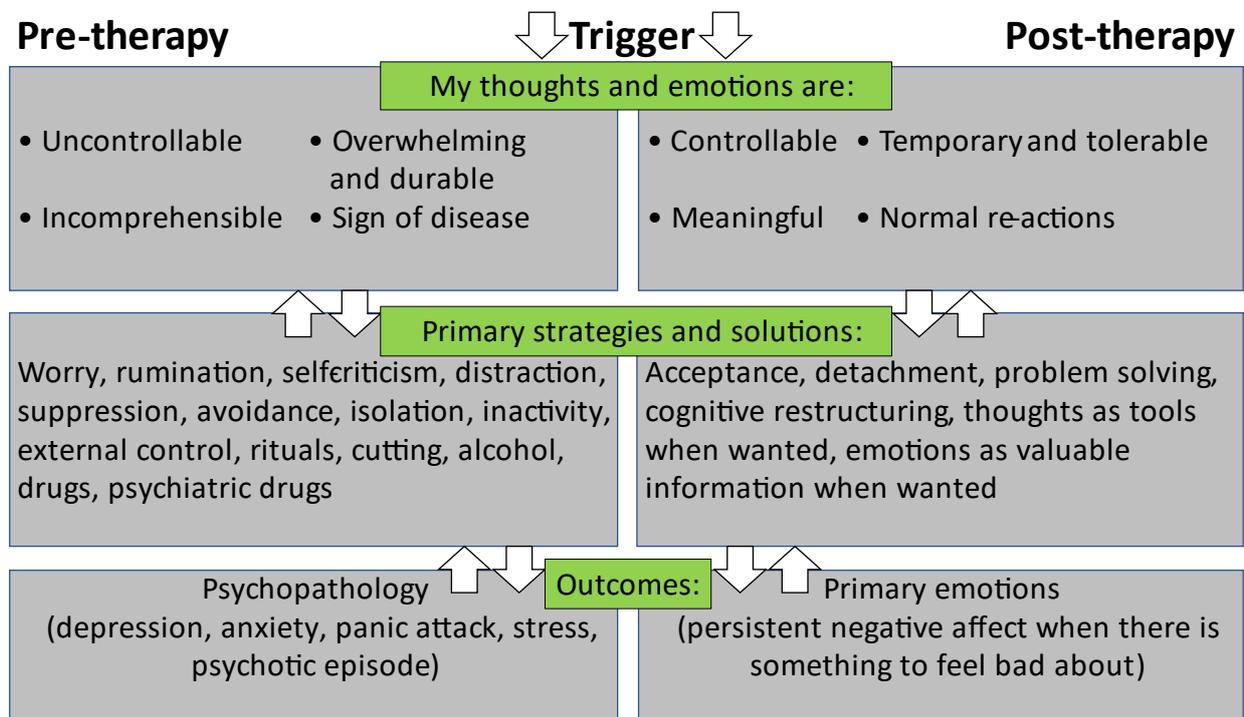 Pre-therapy
Trigger
Post-therapy
My thoughts and emotions are:
• Uncontrollable
• Overwhelming
and durable
• Incomprehensible
• Sign of disease
• Controllable
• Temporary and tolerable
• Meaningful
• Normal re-actions
Primary strategies and solutions:
Worry, rumination, self-criticism, distraction,
suppression, avoidance, isolation, inactivity,
external control, rituals, cutting, alcohol,
drugs, psychiatric drugs
Acceptance, detachment, problem solving,
cognitive restructuring, thoughts as tools
when wanted, emotions as valuable
information when wanted
Outcomes:
Psychopathology
(depression, anxiety, panic attack, stress,
psychotic episode)
Primary emotions
(persistent negative affect when there is
something to feel bad about)